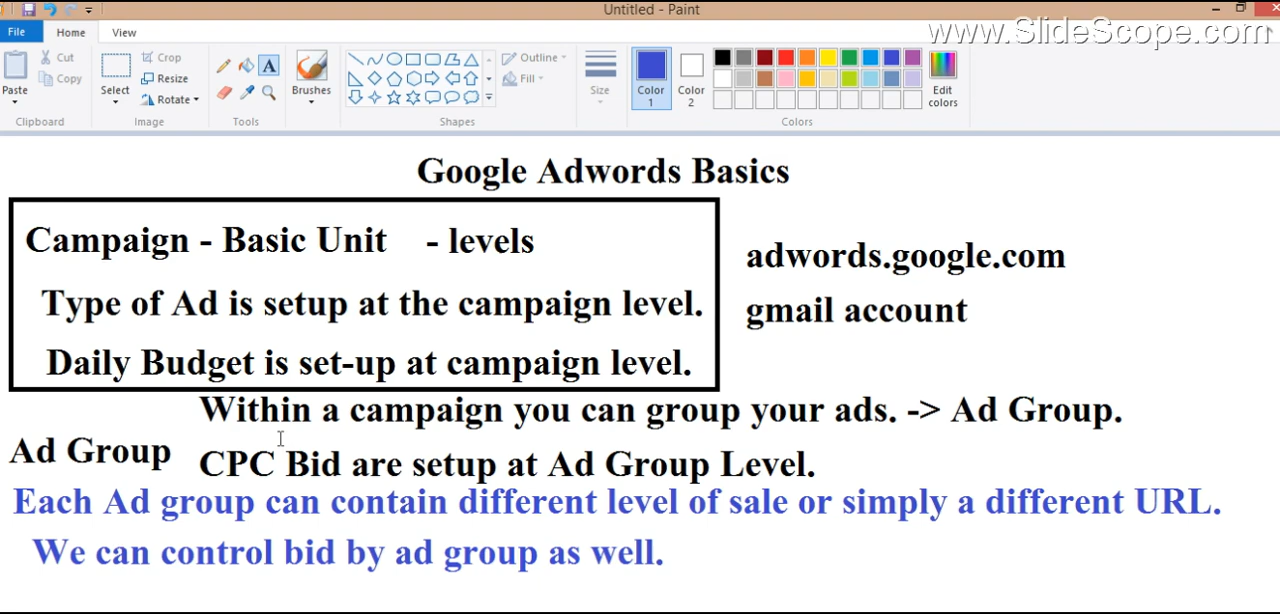 Untitled - Paint
www.SlideScope.com
File Home View
Paste
Cut
Copy
Clipboard
Select
Crop
Resize
Rotate
Image
A
Tools
Brushes
Outline
Fill
Shapes
Size
Color 1
Color 2
Edit colors
Colors
Google Adwords Basics
Campaign - Basic Unit - levels
Type of Ad is setup at the campaign level.
Daily Budget is set-up at campaign level.
adwords.google.com
gmail account
Within a campaign you can group your ads. -> Ad Group.
Ad Group
CPC Bid are setup at Ad Group Level.
Each Ad group can contain different level of sale or simply a different URL.
We can control bid by ad group as well.